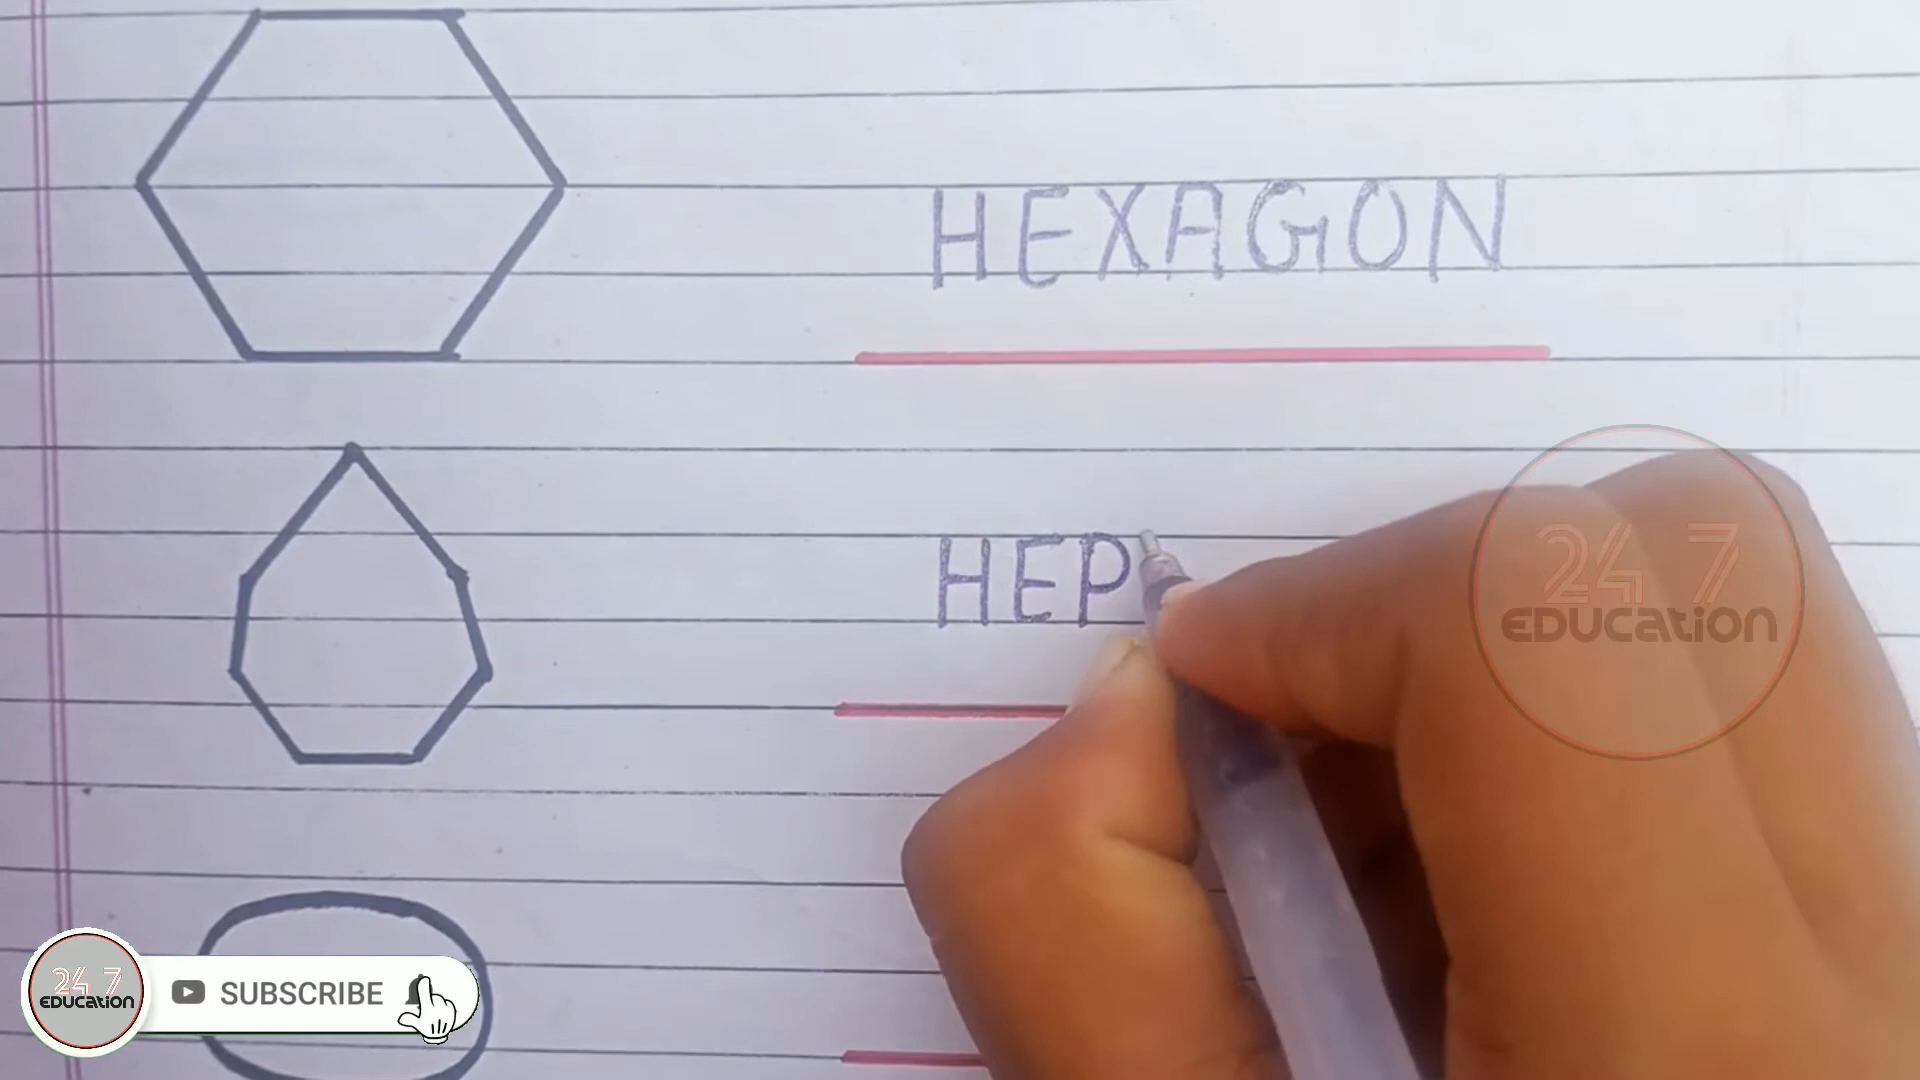 HEXAGON
HEP
24 7
EDUCATION
24 7
EDUCATION
SUBSCRIBE